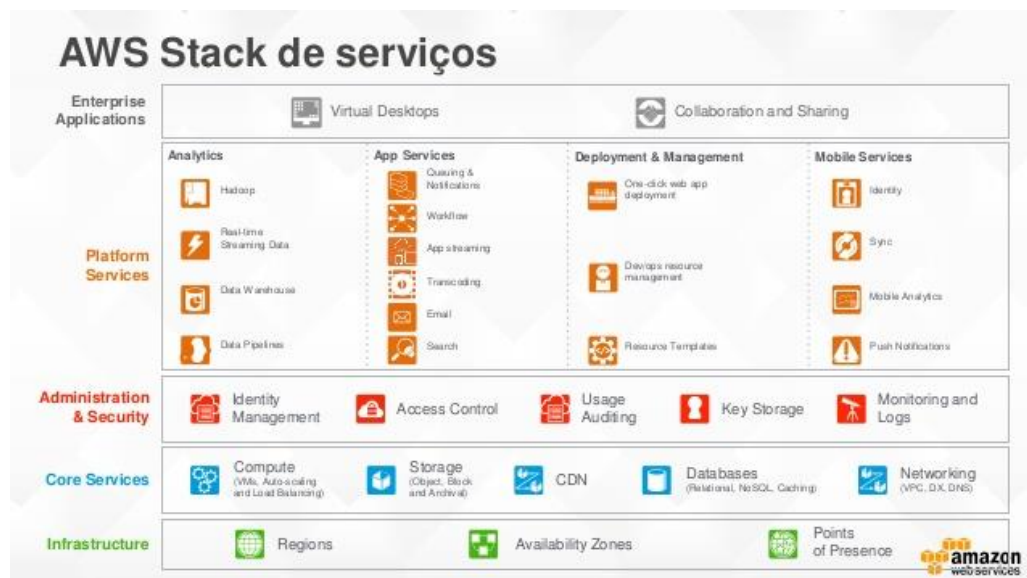 AWS Stack de serviços
Enterprise
Applications
Virtual Desktops
Collaboration and Sharing
Platform
Services
Analytics
Hadoop
Real-time
Streaming Data
Data Warehouse
Data Pipelines
App Services
Queuing &
Notifications
Workflow
App streaming
Transcoding
Email
Search
Deployment & Management
One-click web app
deployment
Dev/ops resource
management
Resource Templates
Mobile Services
Identity
Sync
Mobile Analytics
Push Notifications
Administration
& Security
Identity
Management
Access Control
Usage
Auditing
Key Storage
Monitoring and
Logs
Core Services
Compute
(VMs, Auto-scaling
and Load Balancing)
Storage
(Object, Block
and Archival)
CDN
Databases
(Relational, NoSQL, Caching)
Networking
(VPC, DX, DNS)
Infrastructure
Regions
Availability Zones
Points
of Presence
amazon
webservices